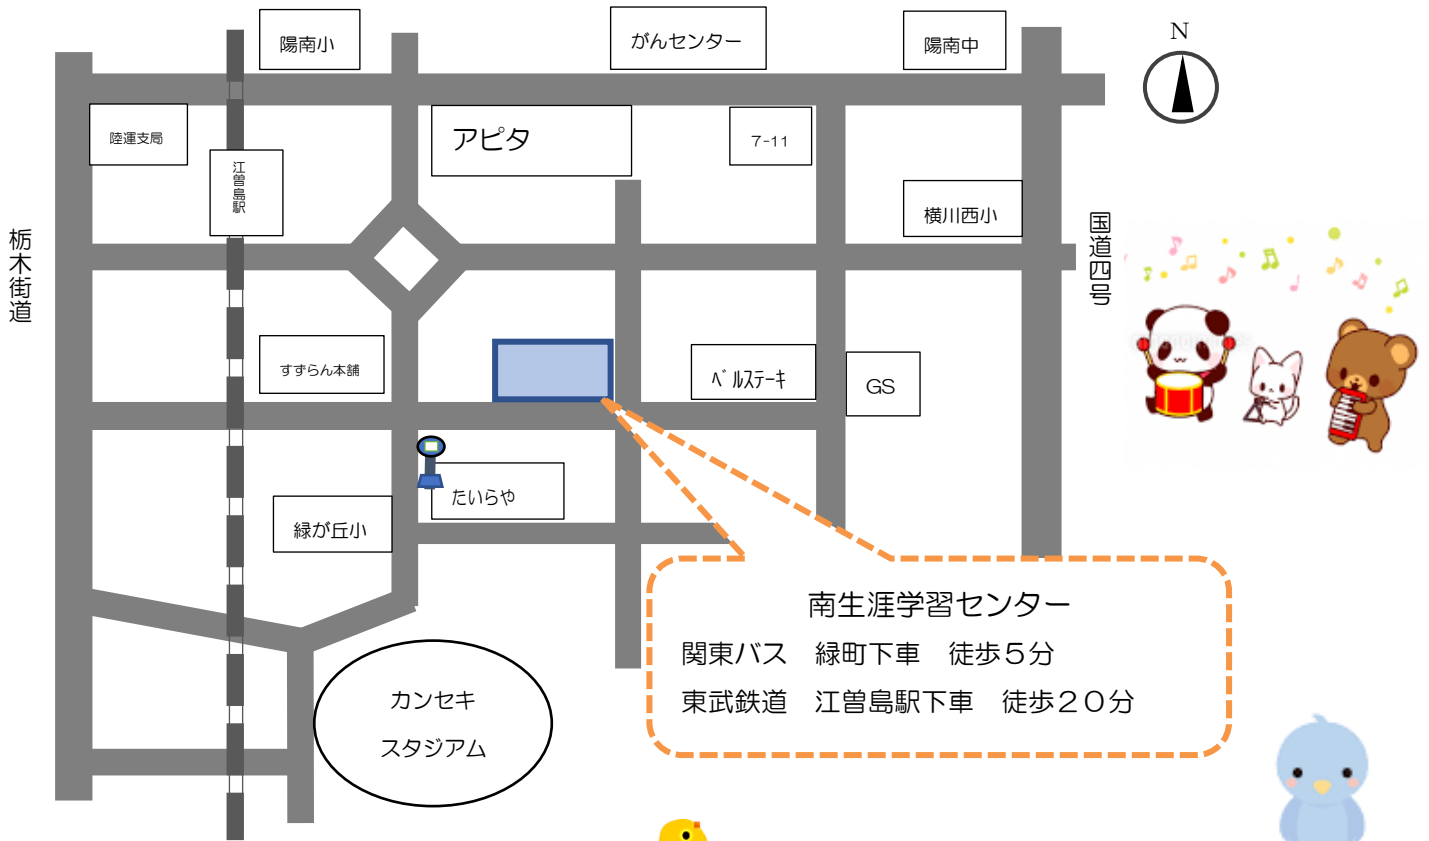 陽南小
がんセンター
陽南中
N
陸運支局
江曽島駅
アピタ
7-11
横川西小
栃木街道
国道四号
すずらん本舗
ベルステーキ
GS
たいらや
緑が丘小
南生涯学習センター
関東バス　緑町下車　徒歩５分
東武鉄道　江曽島駅下車　徒歩２０分
カンセキ
スタジアム